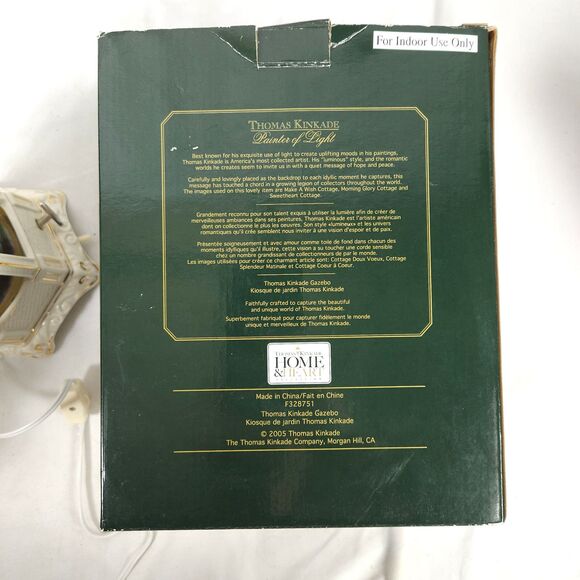 For Indoor Use Only
THOMAS KINKADE
Painter of Light
Best known for his exquisite use of light to create uplifting moods in his paintings,
Thomas Kinkade is America's most collected artist. His "luminous" style, and the romantic
worlds he creates seem to invite us in with a quiet message of hope and peace.
Carefully and lovingly placed as the backdrop to each idyllic moment he captures, this
message has touched a chord in a growing legion of collectors throughout the world.
The images used on this lovely item are Make A Wish Cottage, Morning Glory Cottage and
Sweetheart Cottage.
Grandement reconnu pour son talent exquis à utiliser la lumière afin de créer de
merveilleuses ambiances dans ses peintures, Thomas Kinkade est l'artiste américain
dont on collectionne le plus les oeuvres. Son style «lumineux» et les univers
romantiques qu'il crée semblent nous inviter à une vision d'espoir et de paix.
Présentée soigneusement et avec amour comme toile de fond dans chacun des
moments idylliques qu'il illustre, cette vision a su toucher une corde sensible
chez un nombre grandissant de collectionneurs de par le monde.
Les images utilisées pour créer ce charmant article sont: Cottage Doux Voeux, Cottage
Splendeur Matinale et Cottage Coeur à Coeur.
Thomas Kinkade Gazebo
Kiosque de jardin Thomas Kinkade
Faithfully crafted to capture the beautiful
and unique world of Thomas Kinkade.
Superbement fabriqué pour capturer fidèlement le monde
unique et merveilleux de Thomas Kinkade.
THOMAS KINKADE
HOME
&HEART
COLLECTION
Made in China/Fait en Chine
F328751
Thomas Kinkade Gazebo
Kiosque de jardin Thomas Kinkade
© 2005 Thomas Kinkade
The Thomas Kinkade Company, Morgan Hill, CA